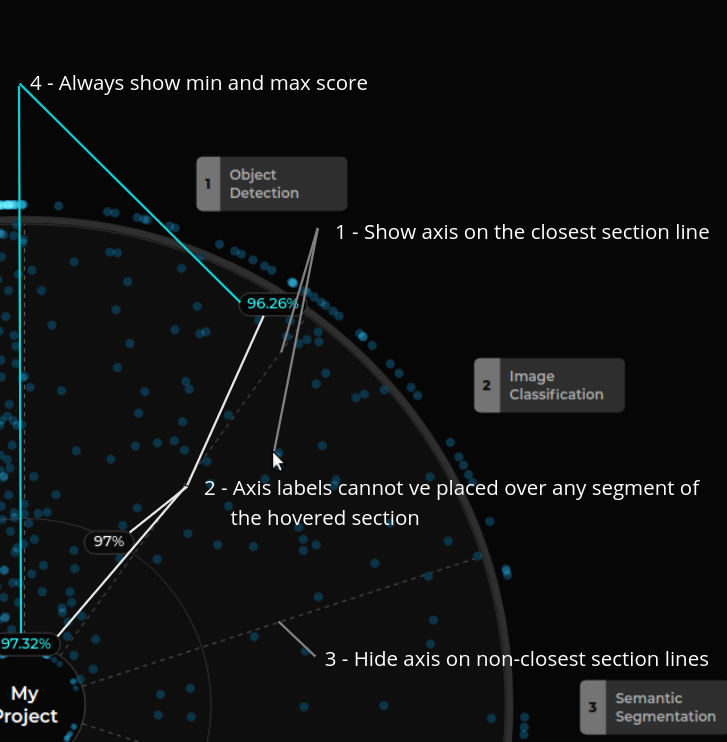 4 - Always show min and max score
1
Object
Detection
1 - Show axis on the closest section line
96.26%
2
Image
Classification
2 - Axis labels cannot ve placed over any segment of
the hovered section
97%
97.32%
3 - Hide axis on non-closest section lines
My
Project
3
Semantic
Segmentation